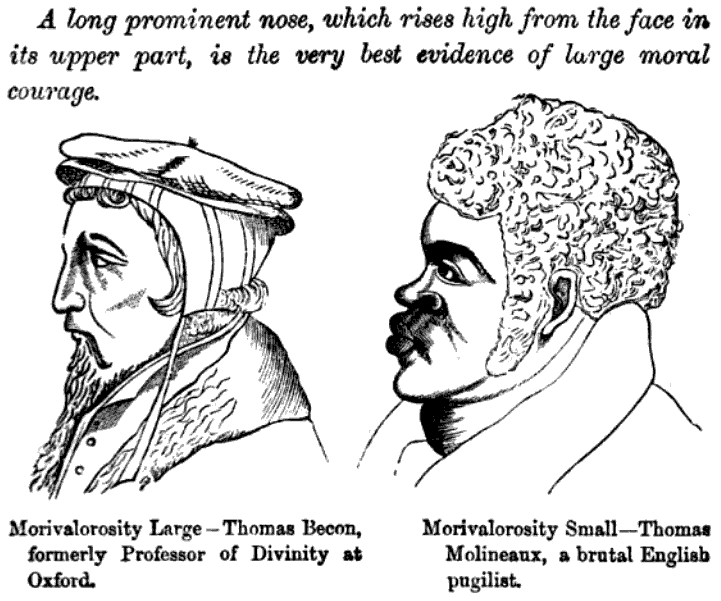 A long prominent nose, which rises high from the face in
its upper part, is the very best evidence of large moral
courage.
Morivalorosity Large—Thomas Becon,
formerly Professor of Divinity at
Oxford.
Morivalorosity Small—Thomas
Molineaux, a brutal English
pugilist.